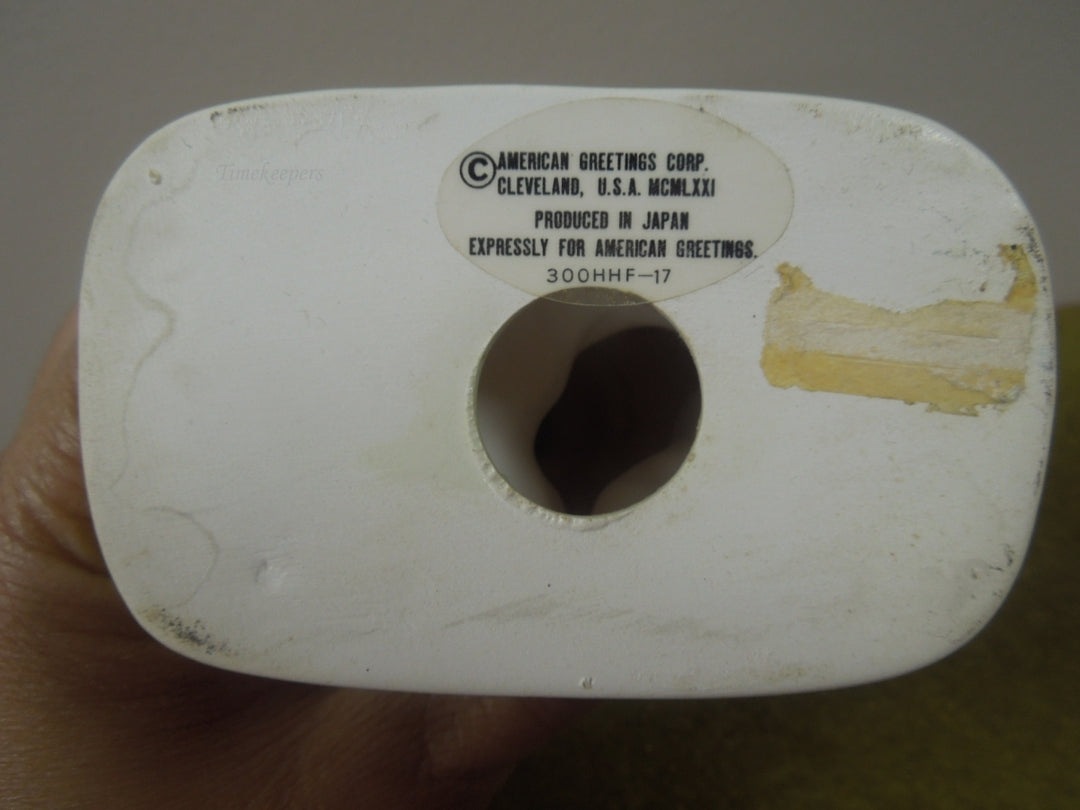 Timekeepers
©AMERICAN GREETINGS CORP.
CLEVELAND, U.S.A. MCMLXXI
PRODUCED IN JAPAN
EXPRESSLY FOR AMERICAN GREETINGS.
300HHF-17